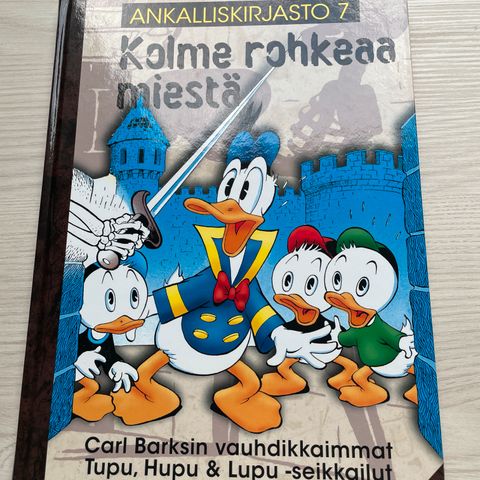 ANKALLISKIRJASTO 7
Kolme rohkeaa
miestä
Carl Barksin vauhdikkaimmat
Tupu, Hupu & Lupu -seikkailut